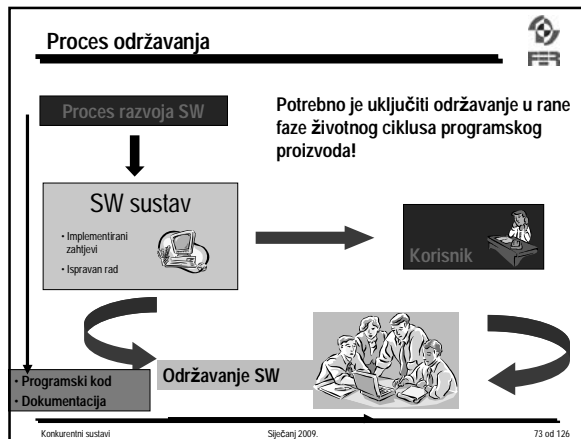 Proces održavanja
FER
Proces razvoja SW
Potrebno je uključiti održavanje u rane
faze životnog ciklusa programskog
proizvoda!
SW sustav
• Implementirani
zahtjevi
• Ispravan rad
Korisnik
Održavanje SW
• Programski kod
• Dokumentacija
Konkurentni sustavi
Siječanj 2009.
73 od 126